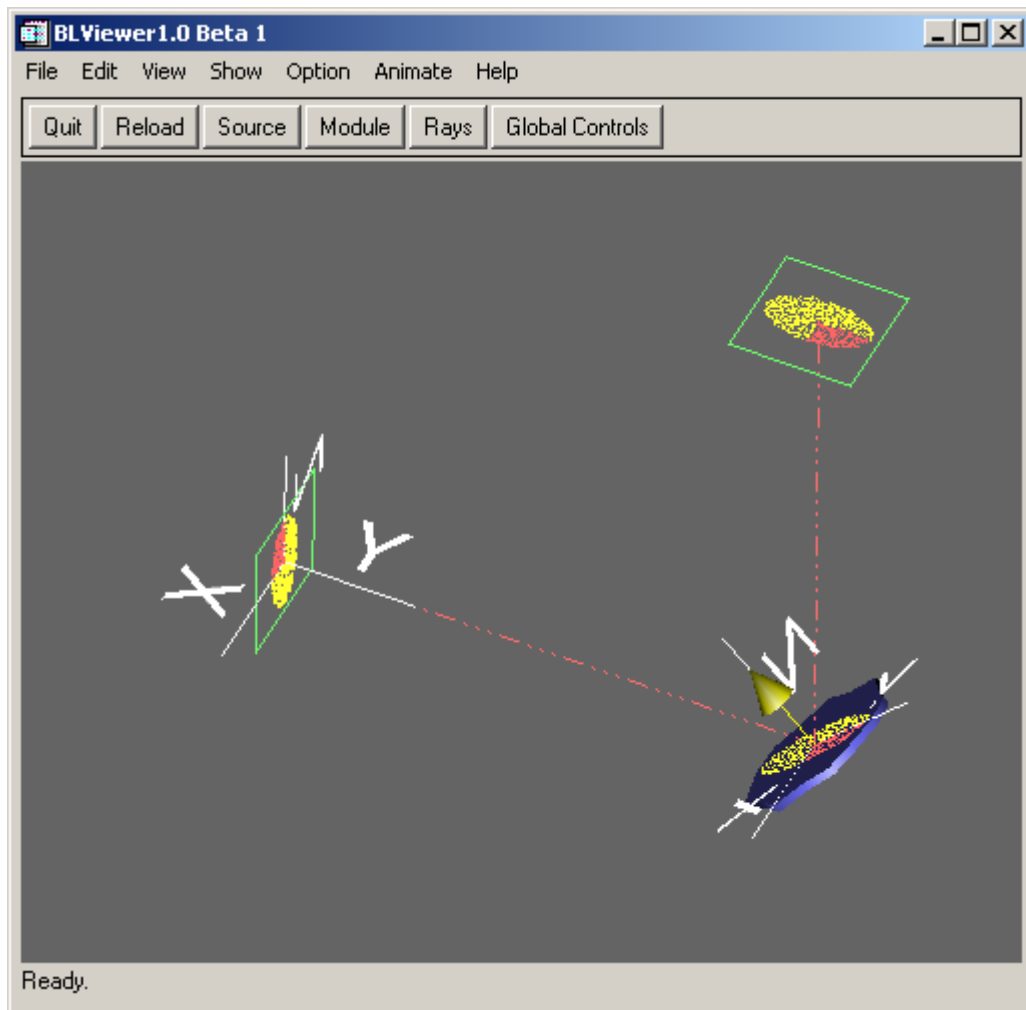 BLViewer1.0 Beta 1
File Edit View Show Option Animate Help
Quit Reload Source Module Rays Global Controls
X Y
Ready.